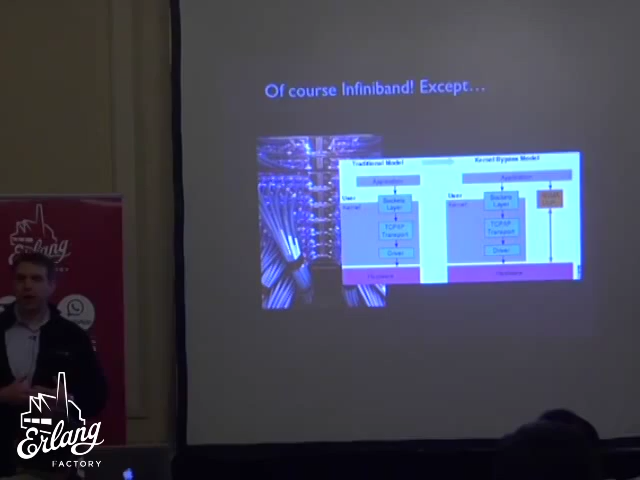 Of course Infiniband! Except...
Traditional Model
Kernel Bypass Model
Application
Application
User
Kernel
Sockets
Layer
TCP/IP
Transport
Driver
Hardware
User
Kernel
Sockets
Layer
TCP/IP
Transport
Driver
Hardware
Erlang
FACTORY
Erlang
FACTORY